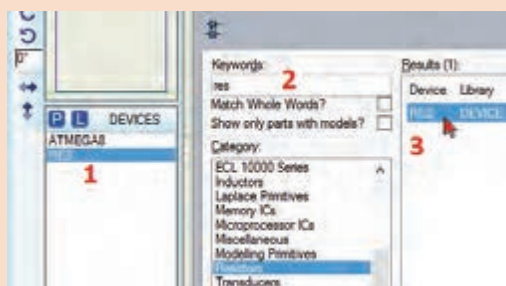 0°
P L DEVICES
ATMEGA8
RES
1
Keywords:
res
2
Match Whole Words?
Show only parts with models?
Category:
ECL 10000 Series
Inductors
Laplace Primitives
Memory ICs
Microprocessor ICs
Miscellaneous
Modelling Primitives
Resistors
Transducers
Results (1):
Device Library
RES DEVICE
3